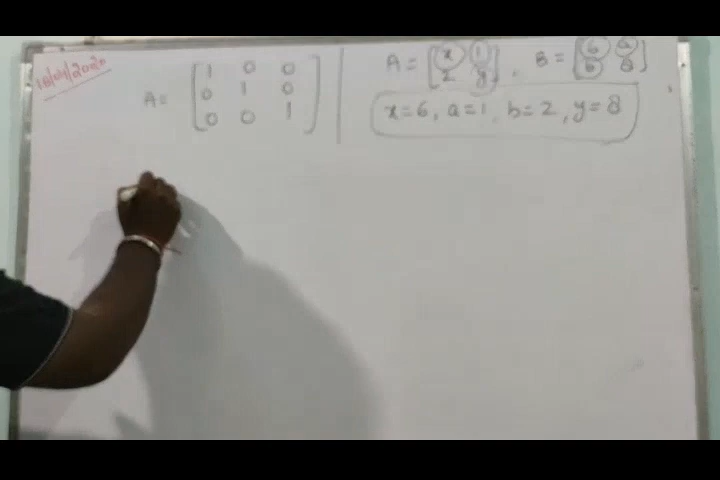 A = [1 0 0
0 1 0
0 0 1]
A = [x 1
2 8] , B = [6 a
b
x=6, a=1, b=2, y=8